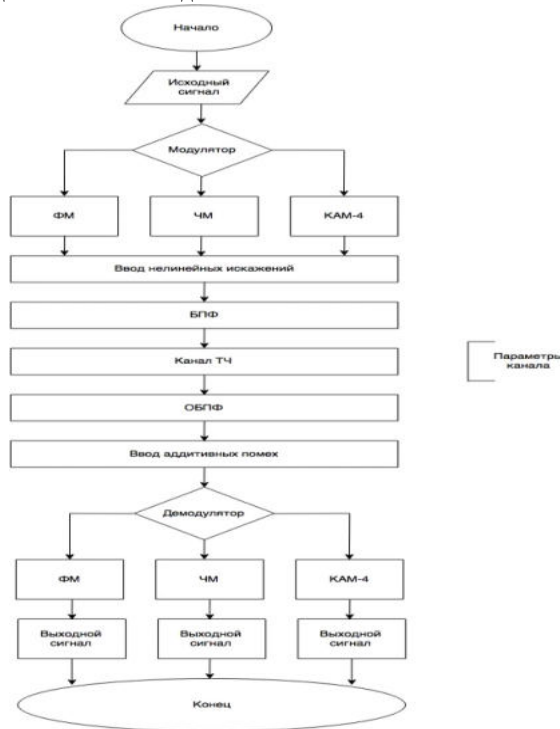 Начало
Исходный
сигнал
Модулятор
ФМ
ЧМ
КАМ-4
Ввод нелинейных искажений
БПФ
Канал ТЧ
Параметры
канала
ОБПФ
Ввод аддитивных помех
Демодулятор
ФМ
ЧМ
КАМ-4
Выходной
сигнал
Выходной
сигнал
Выходной
сигнал
Конец